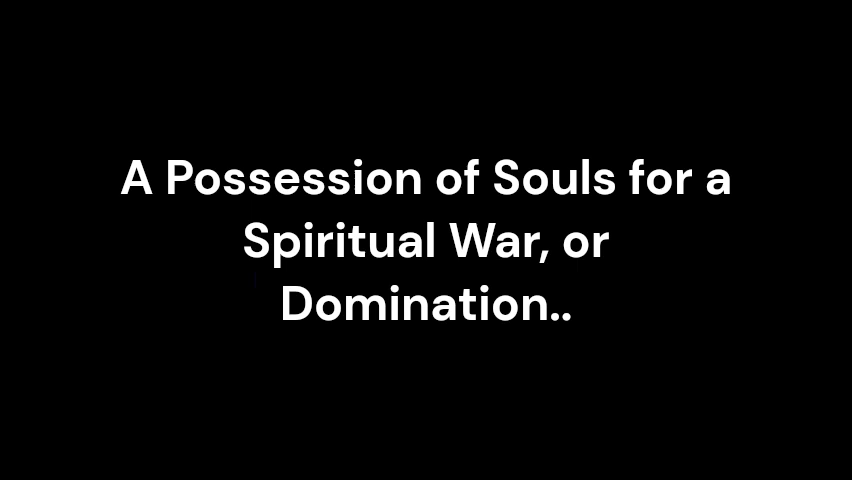 A Possession of Souls for a
Spiritual War, or
Domination..